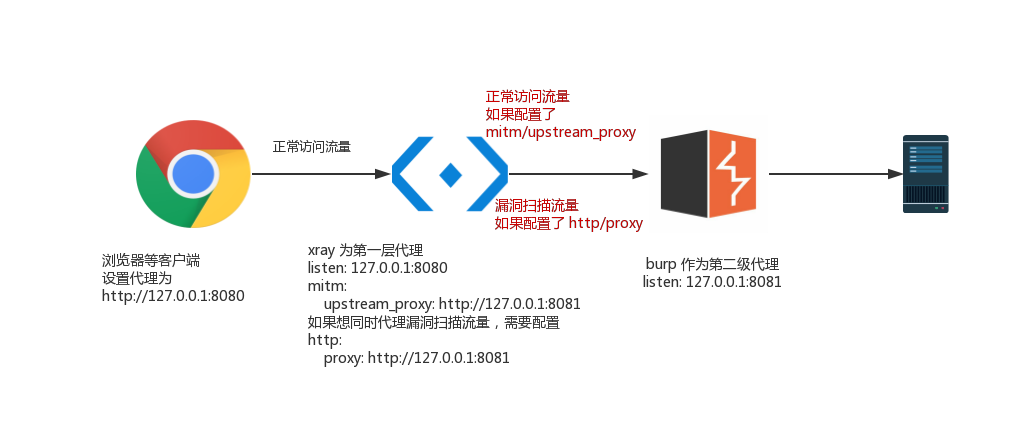 正常访问流量
正常访问流量
如果配置了
mitm/upstream_proxy
漏洞扫描流量
如果配置了 http/proxy
浏览器等客户端
设置代理为
http://127.0.0.1:8080
xray 为第一层代理
listen: 127.0.0.1:8080
mitm:
upstream_proxy: http://127.0.0.1:8081
如果想同时代理漏洞扫描流量，需要配置
http:
proxy: http://127.0.0.1:8081
burp 作为第二级代理
listen: 127.0.0.1:8081